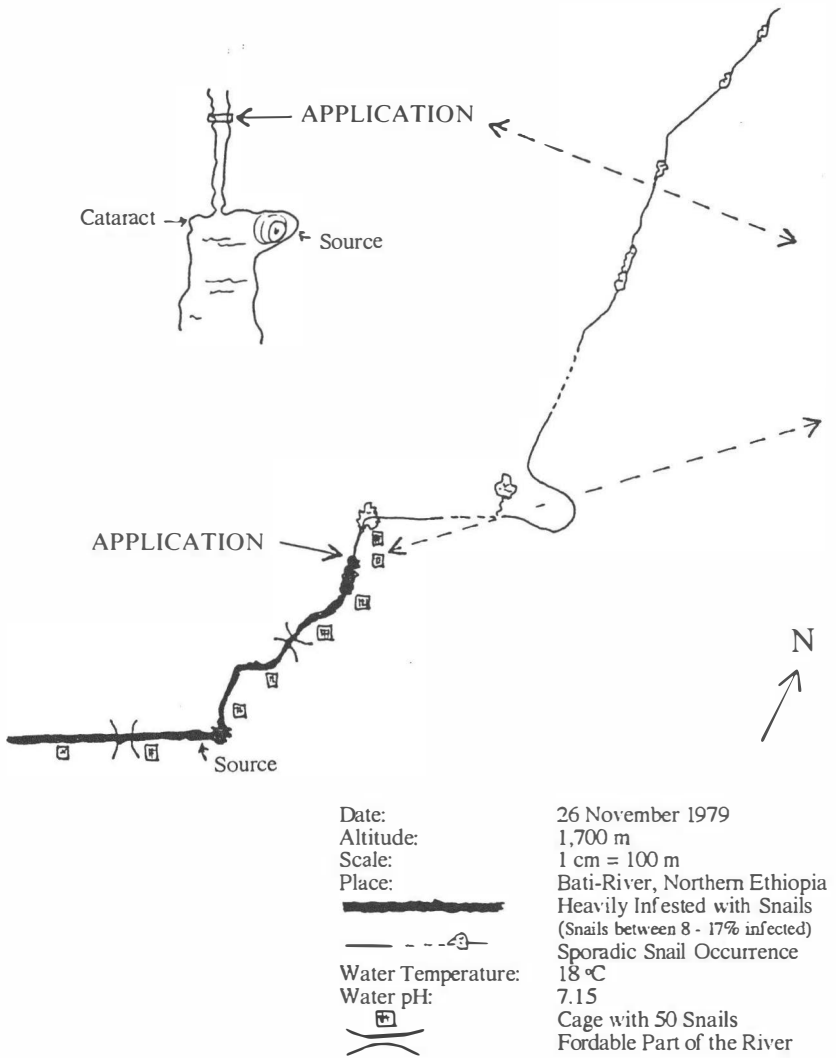 APPLICATION
Cataract
Source
APPLICATION
N
Source
Date: 26 November 1979
Altitude: 1,700 m
Scale: 1 cm = 100 m
Place: Bati-River, Northern Ethiopia
Heavily Infested with Snails
(Snails between 8 - 17% infected)
Sporadic Snail Occurrence
Water Temperature: 18 °C
Water pH: 7.15
Cage with 50 Snails
Fordable Part of the River